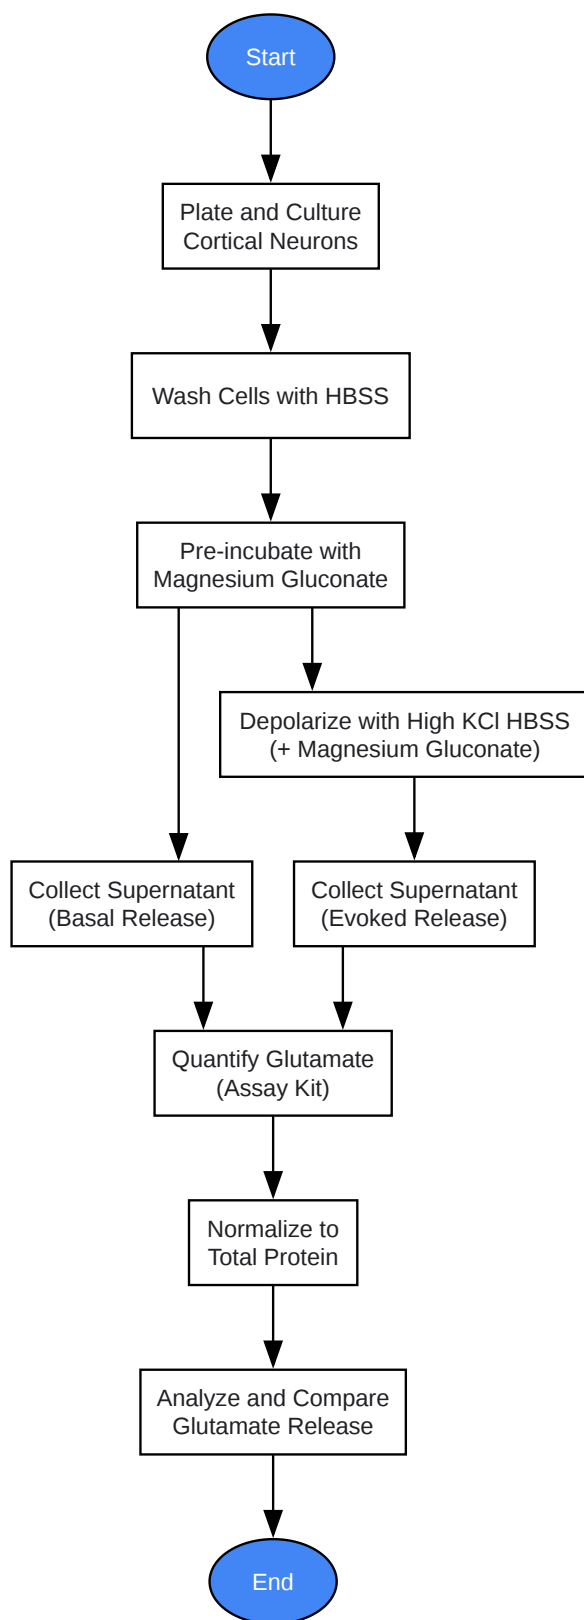 Start
Plate and Culture
Cortical Neurons
Wash Cells with HBSS
Pre-incubate with
Magnesium Gluconate
Depolarize with High KCl HBSS
(+ Magnesium Gluconate)
Collect Supernatant
(Basal Release)
Collect Supernatant
(Evoked Release)
Quantify Glutamate
(Assay Kit)
Normalize to
Total Protein
Analyze and Compare
Glutamate Release
End